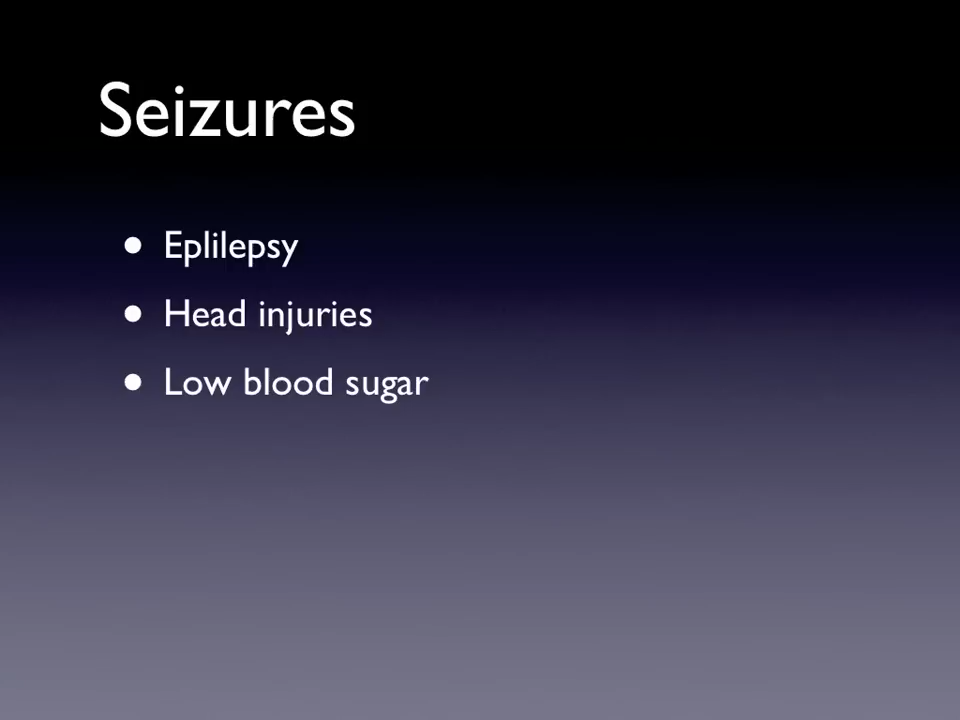 Seizures
• Eplilepsy
• Head injuries
• Low blood sugar